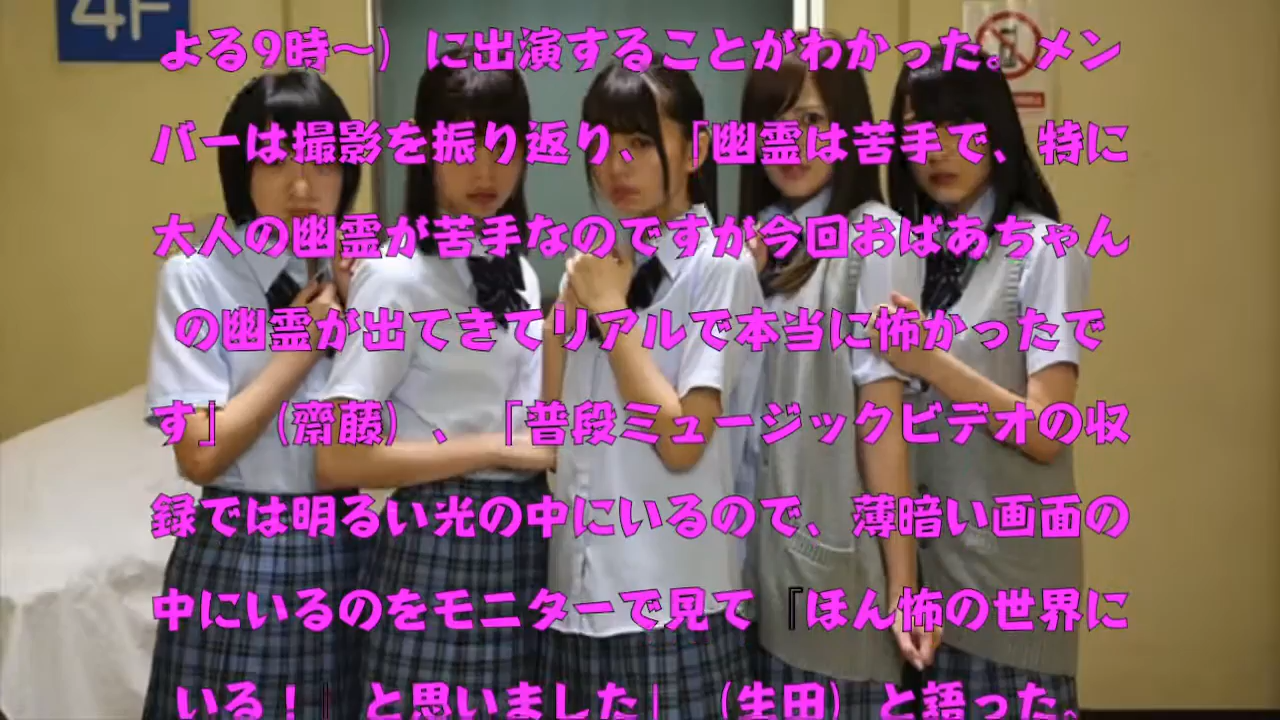 4F
よる9時～）に出演することがわかった。メン
バーは撮影を振り返り、「幽霊は苦手で、特に
大人の幽霊が苦手なのですが今回おばあちゃん
の幽霊が出てきてリアルで本当に怖かったで
す」（齋藤）、「普段ミュージックビデオの収
録では明るい光の中にいるので、薄暗い画面の
中にいるのをモニターで見て『ほん怖の世界に
いる！』と思いました」（生田）と語った。